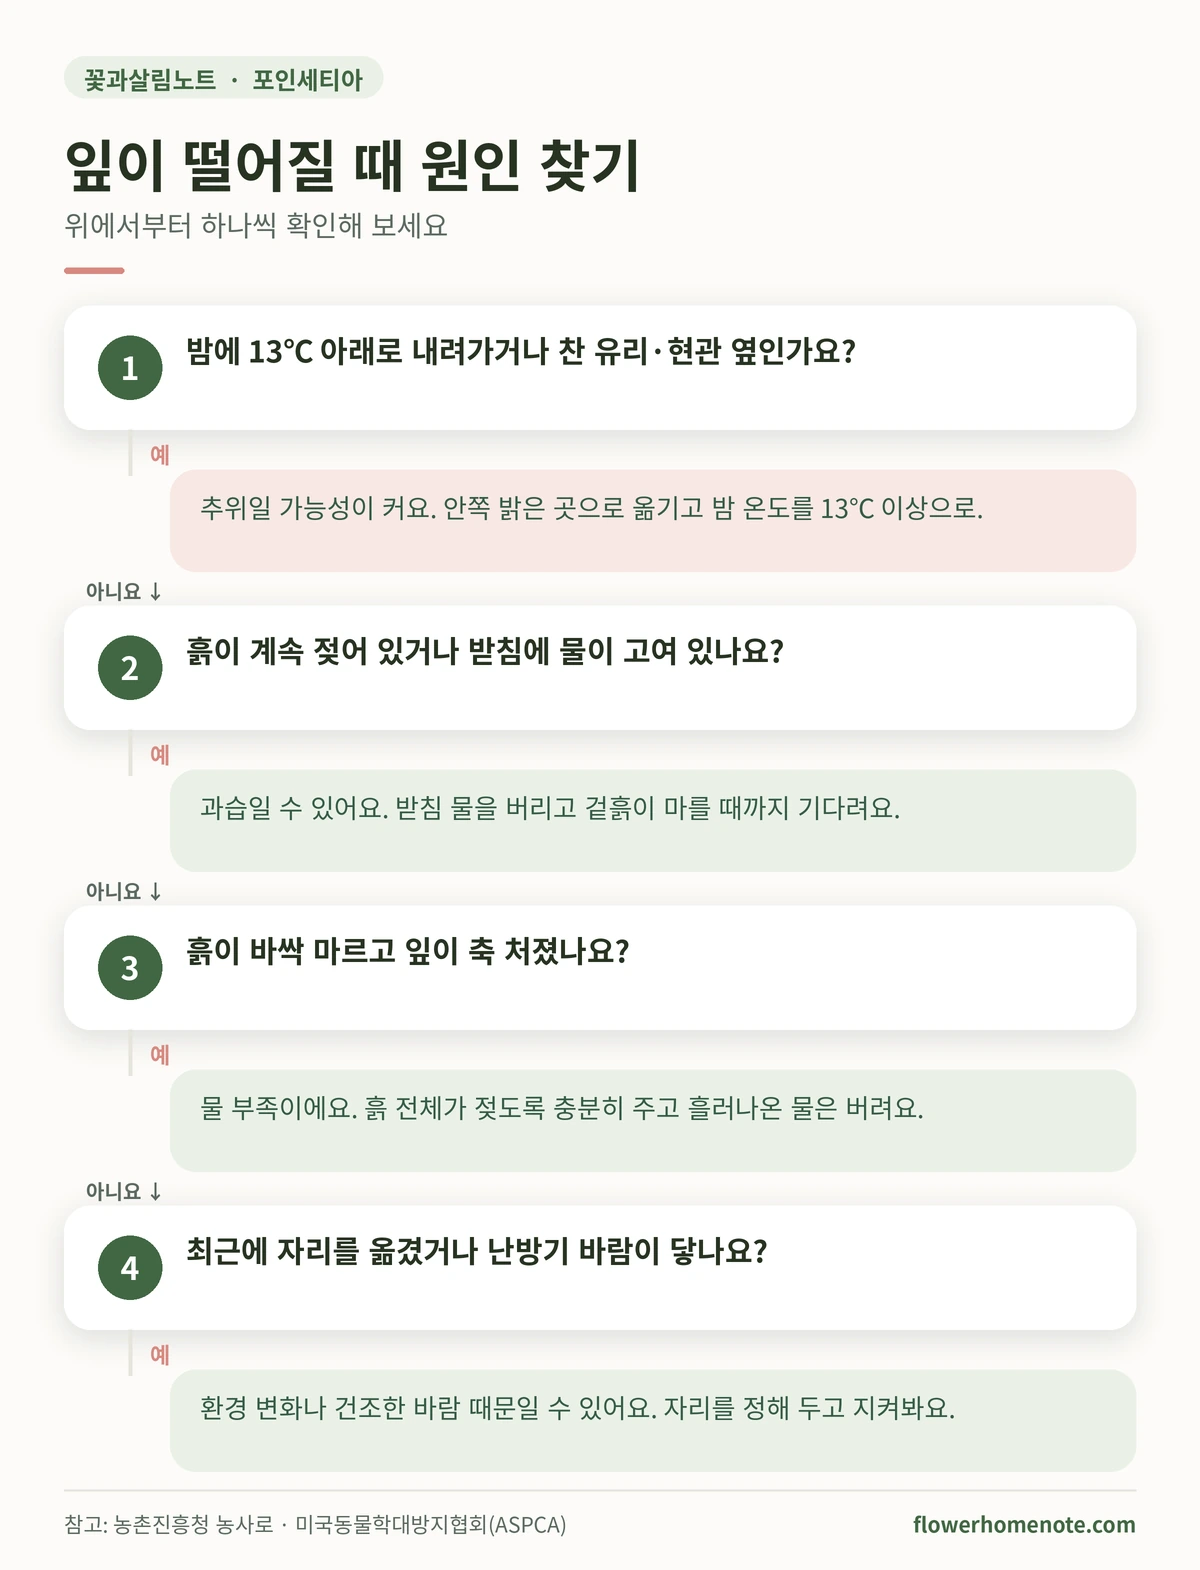 꽃과살림노트 · 포인세티아
잎이 떨어질 때 원인 찾기
위에서부터 하나씩 확인해 보세요
1
밤에 13℃ 아래로 내려가거나 찬 유리·현관 옆인가요?
예
추위일 가능성이 커요. 안쪽 밝은 곳으로 옮기고 밤 온도를 13℃ 이상으로.
아니요 ↓
2
흙이 계속 젖어 있거나 받침에 물이 고여 있나요?
예
과습일 수 있어요. 받침 물을 버리고 겉흙이 마를 때까지 기다려요.
아니요 ↓
3
흙이 바싹 마르고 잎이 축 처졌나요?
예
물 부족이에요. 흙 전체가 젖도록 충분히 주고 흘러나온 물은 버려요.
아니요 ↓
4
최근에 자리를 옮겼거나 난방기 바람이 닿나요?
예
환경 변화나 건조한 바람 때문일 수 있어요. 자리를 정해 두고 지켜봐요.
참고: 농촌진흥청 농사로 · 미국동물학대방지협회(ASPCA)
flowerhomenote.com